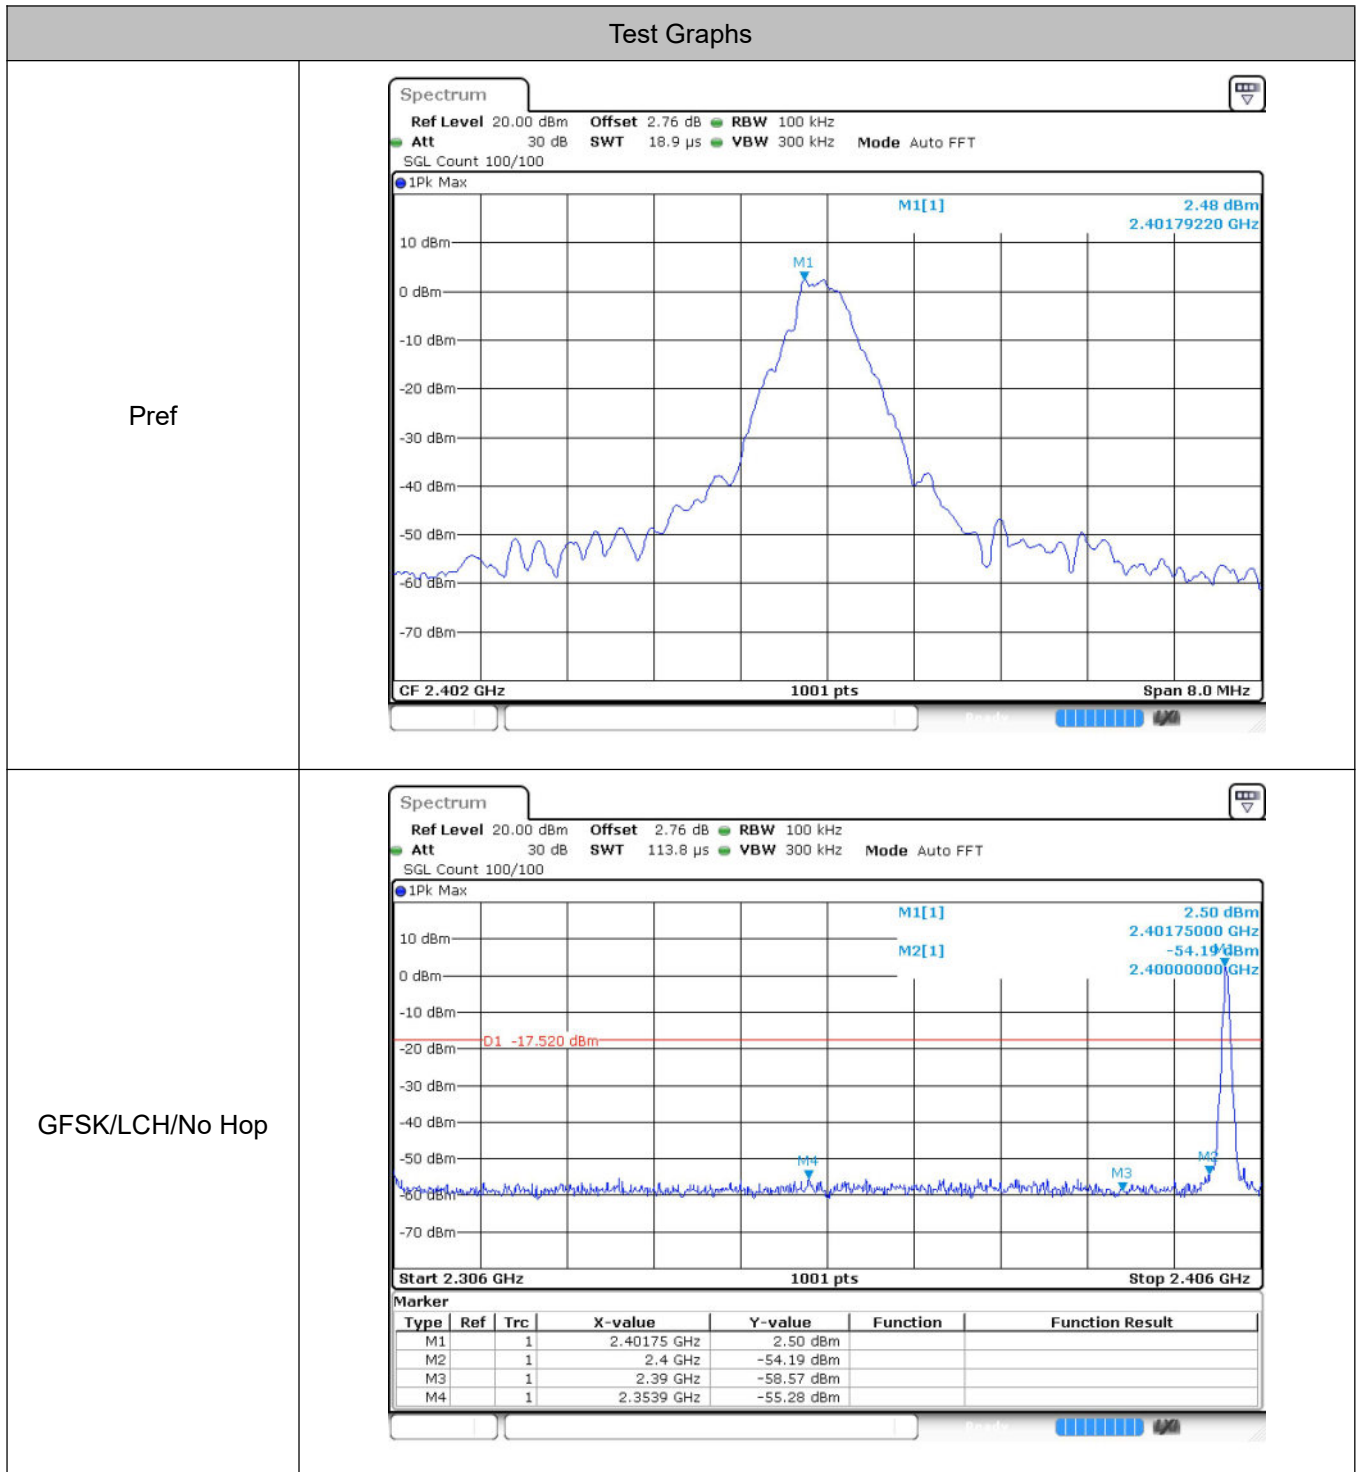 Test Graphs
Pref
Spectrum
Ref Level 20.00 dBm Offset 2.76 dB RBW 100 kHz
Att 30 dB SWT 18.9 µs VBW 300 kHz Mode Auto FFT
SGL Count 100/100
1Pk Max
M1[1] 2.48 dBm
2.40179220 GHz
10 dBm
M1
0 dBm
-10 dBm
-20 dBm
-30 dBm
-40 dBm
-50 dBm
-60 dBm
-70 dBm
CF 2.402 GHz 1001 pts Span 8.0 MHz
Ready
GFSK/LCH/No Hop
Spectrum
Ref Level 20.00 dBm Offset 2.76 dB RBW 100 kHz
Att 30 dB SWT 113.8 µs VBW 300 kHz Mode Auto FFT
SGL Count 100/100
1Pk Max
M1[1] 2.50 dBm
2.40175000 GHz
10 dBm
M2[1] -54.19 dBm
M1
0 dBm
2.40000000 GHz
-10 dBm
D1 -17.520 dBm
-20 dBm
-30 dBm
-40 dBm
-50 dBm
M4
M3
M2
-60 dBm
-70 dBm
Start 2.306 GHz 1001 pts Stop 2.406 GHz
Marker
Type Ref Trc X-value Y-value Function Function Result
M1 1 2.40175 GHz 2.50 dBm
M2 1 2.4 GHz -54.19 dBm
M3 1 2.39 GHz -58.57 dBm
M4 1 2.3539 GHz -55.28 dBm
Ready